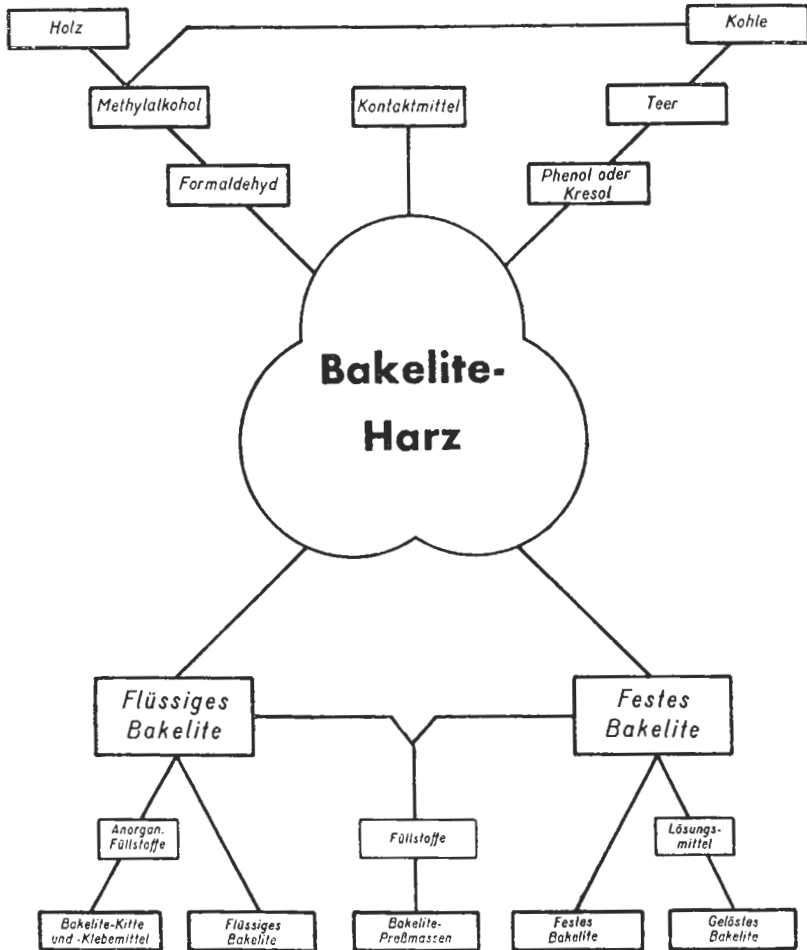 Holz
Kohle
Methylalkohol
Kontaktmittel
Teer
Formaldehyd
Phenol oder
Kresol
Bakelite-
Harz
Flüssiges
Bakelite
Festes
Bakelite
Anorgan.
Füllstoffe
Füllstoffe
Lösungs-
mittel
Bakelite-Kitte
und -Klebemittel
Flüssiges
Bakelite
Bakelite-
Preßmassen
Festes
Bakelite
Gelöstes
Bakelite